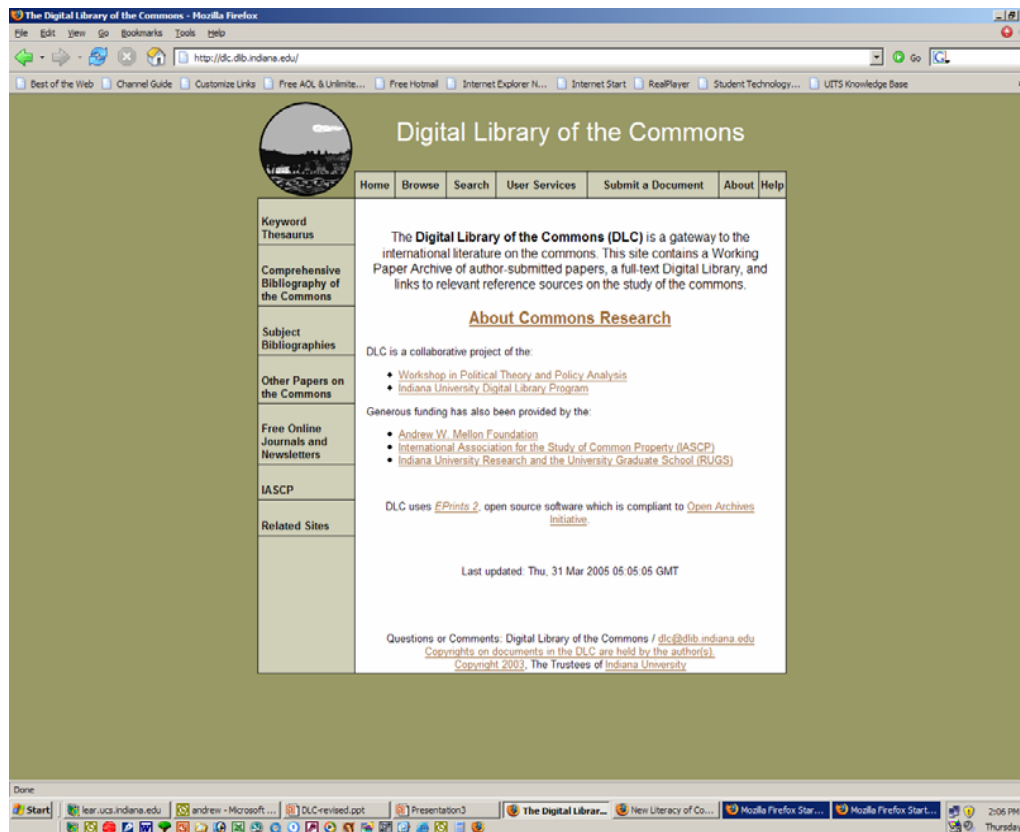 The Digital Library of the Commons - Mozilla Firefox
File Edit View Go Bookmarks Tools Help
http://dlc.dlib.indiana.edu/
Go
Best of the Web Channel Guide Customize Links Free AOL & Unlimite... Free Hotmail Internet Explorer N... Internet Start RealPlayer Student Technology... UITS Knowledge Base
Digital Library of the Commons
Home Browse Search User Services Submit a Document About Help
Keyword
Thesaurus
Comprehensive
Bibliography of
the Commons
Subject
Bibliographies
Other Papers on
the Commons
Free Online
Journals and
Newsletters
IASCP
Related Sites
The Digital Library of the Commons (DLC) is a gateway to the
international literature on the commons. This site contains a Working
Paper Archive of author-submitted papers, a full-text Digital Library, and
links to relevant reference sources on the study of the commons.
About Commons Research
DLC is a collaborative project of the:
Workshop in Political Theory and Policy Analysis
Indiana University Digital Library Program
Generous funding has also been provided by the:
Andrew W. Mellon Foundation
International Association for the Study of Common Property (IASCP)
Indiana University Research and the University Graduate School (RUGS)
DLC uses EPrints 2, open source software which is compliant to Open Archives
Initiative.
Last updated: Thu, 31 Mar 2005 05:05:05 GMT
Questions or Comments: Digital Library of the Commons / dlc@dlib.indiana.edu
Copyrights on documents in the DLC are held by the author(s).
Copyright 2003, The Trustees of Indiana University
Done
Start lear.ucs.indiana.edu andrew - Microsoft ... DLC-revised.ppt Presentation3 The Digital Librar... New Literacy of Co... Mozilla Firefox Star... Mozilla Firefox Start... 2:06 PM
Thursday